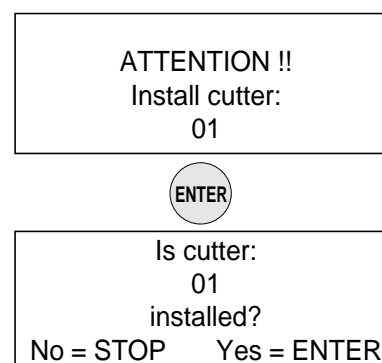 ATTENTION !!
Install cutter:
01
ENTER
Is cutter:
01
installed?
No = STOP Yes = ENTER